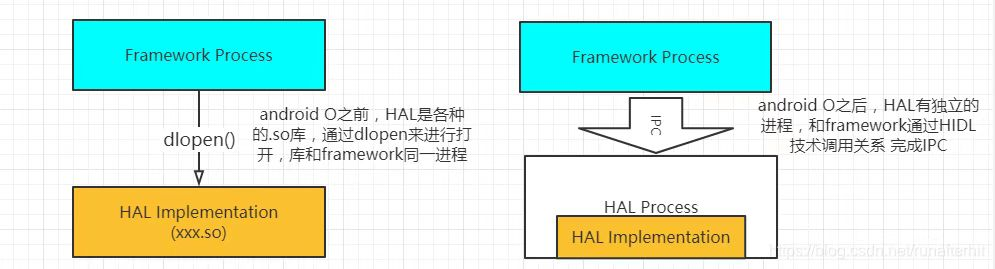 Framework Process
dlopen()
android O之前，HAL是各种
的.so库，通过dlopen来进行打
开，库和framework同一进程
HAL Implementation
(xxx.so)
Framework Process
IPC
android O之后，HAL有独立的
进程，和framework通过HIDL
技术调用关系 完成IPC
HAL Process
HAL Implementation
https://blog.csdn.net/runafterhit